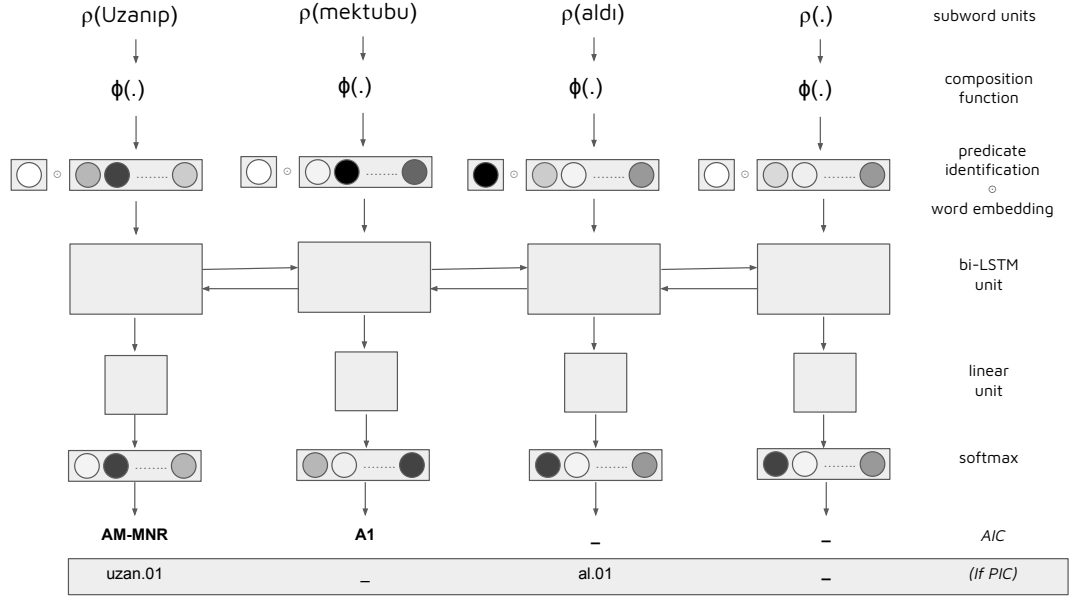 ρ(Uzanıp) ρ(mektubu) ρ(aldı) ρ(.) subword units
ϕ(.) ϕ(.) ϕ(.) ϕ(.) composition
function
⊙ ........ ⊙ ........ ⊙ ........ ⊙ ........ predicate
identification
⊙
word embedding
bi-LSTM
unit
linear
unit
........ ........ ........ ........ softmax
AM-MNR A1 _ _ AIC
uzan.01 _ al.01 _ (If PIC)